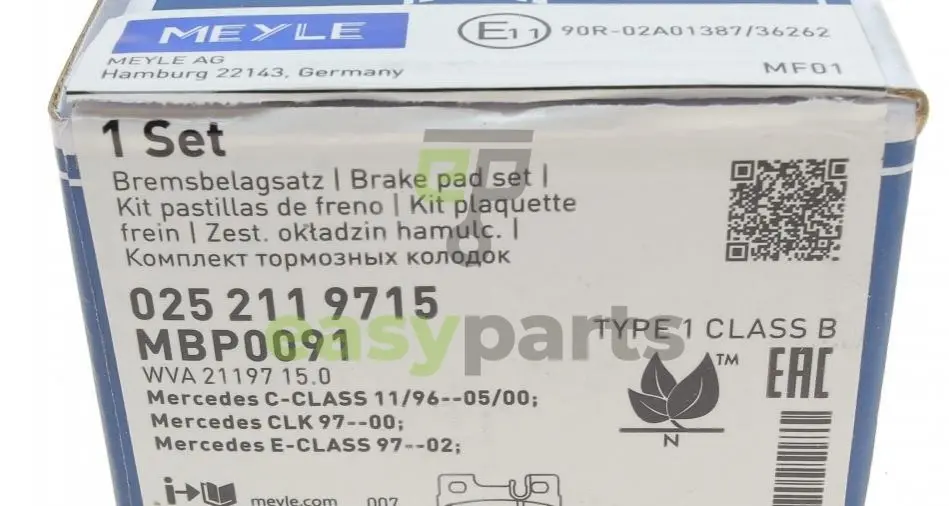 MEYLE
E11 90R-02A01387/36262
MEYLE AG
Hamburg 22143, Germany
MF01
1 Set
Bremsbelagsatz | Brake pad set |
Kit pastillas de freno | Kit plaquette
frein | Zest. okładzin hamulc. |
Комплект тормозных колодок
025 211 9715
MBP0091
easyparts
WVA 21197 15.0
TYPE 1 CLASS B
Mercedes C-CLASS 11/96--05/00;
Mercedes CLK 97--00;
Mercedes E-CLASS 97--02;
TM
N
EAC
i
meyle.com
007